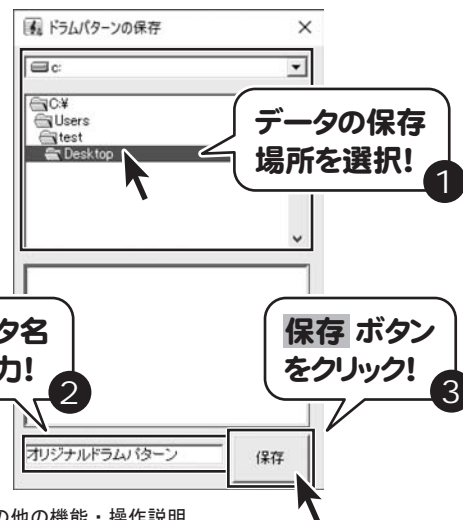 ドラムパターンの保存
c:
C:¥
Users
test
Desktop
データの保存
場所を選択!
1
タ名
力!
2
保存 ボタン
をクリック!
3
オリジナルドラムパターン
保存
の他の機能・操作説明